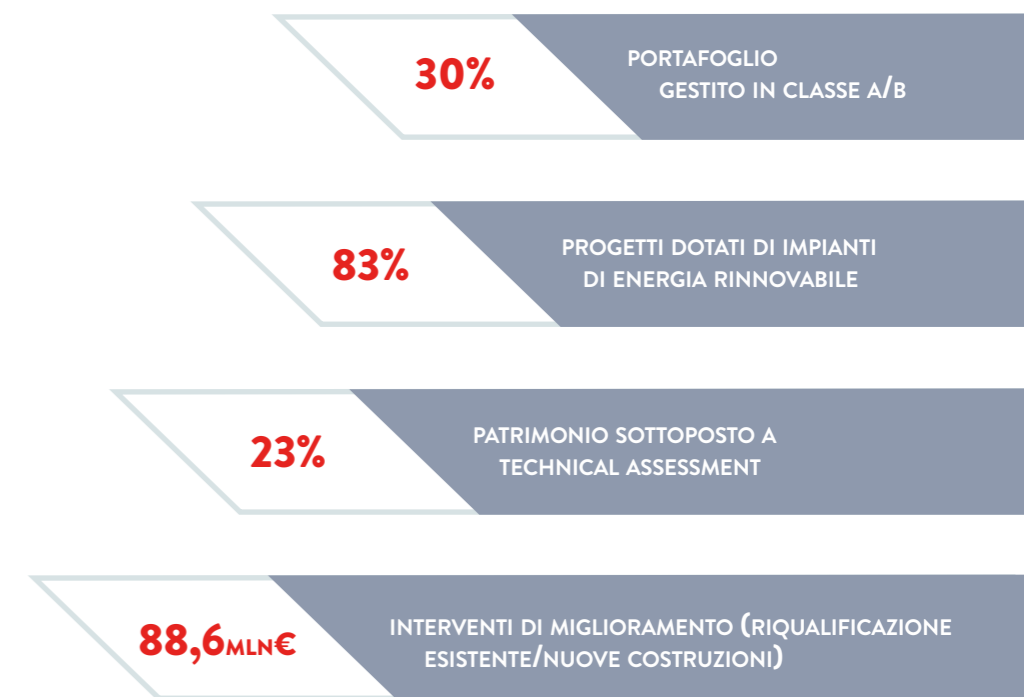 30%
PORTAFOGLIO
GESTITO IN CLASSE A/B
83%
PROGETTI DOTATI DI IMPIANTI
DI ENERGIA RINNOVABILE
23%
PATRIMONIO SOTTOPOSTO A
TECHNICAL ASSESSMENT
88,6MLN€
INTERVENTI DI MIGLIORAMENTO (RIQUALIFICAZIONE
ESISTENTE/NUOVE COSTRUZIONI)